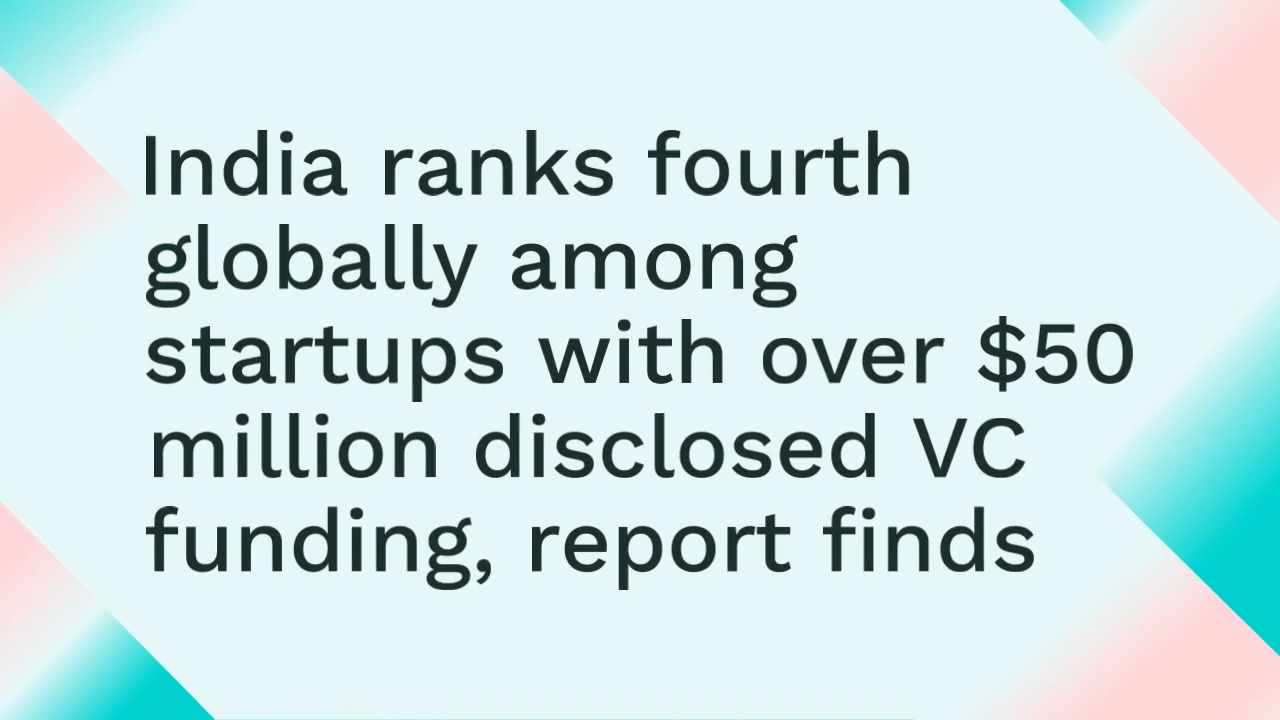 India ranks fourth
globally among
startups with over $50
million disclosed VC
funding, report finds